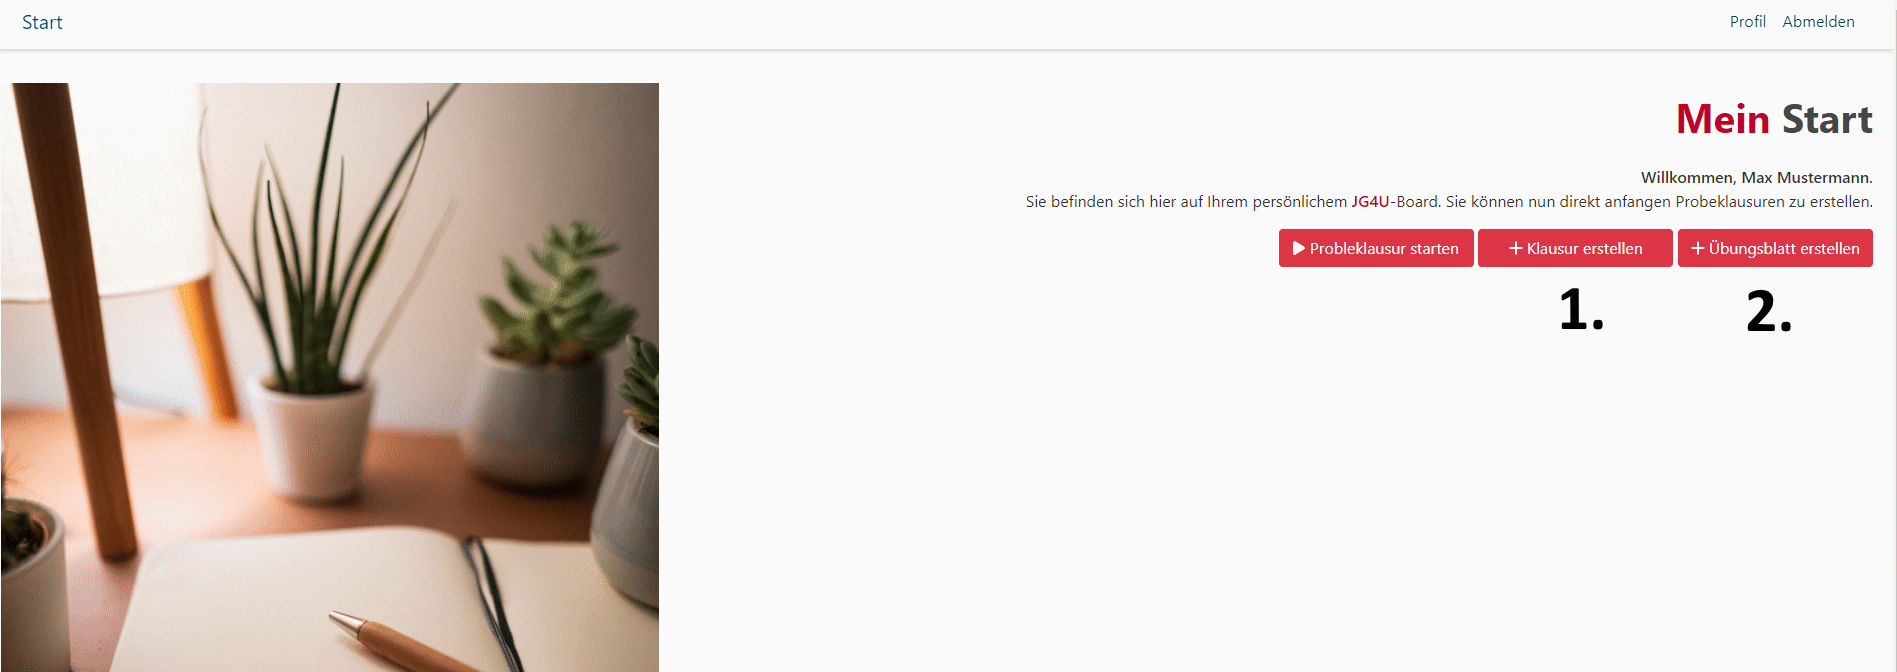 Start
Profil Abmelden
Mein Start
Willkommen, Max Mustermann.
Sie befinden sich hier auf Ihrem persönlichem JG4U-Board. Sie können nun direkt anfangen Probeklausuren zu erstellen.
Probleklausur starten + Klausur erstellen + Übungsblatt erstellen
1. 2.